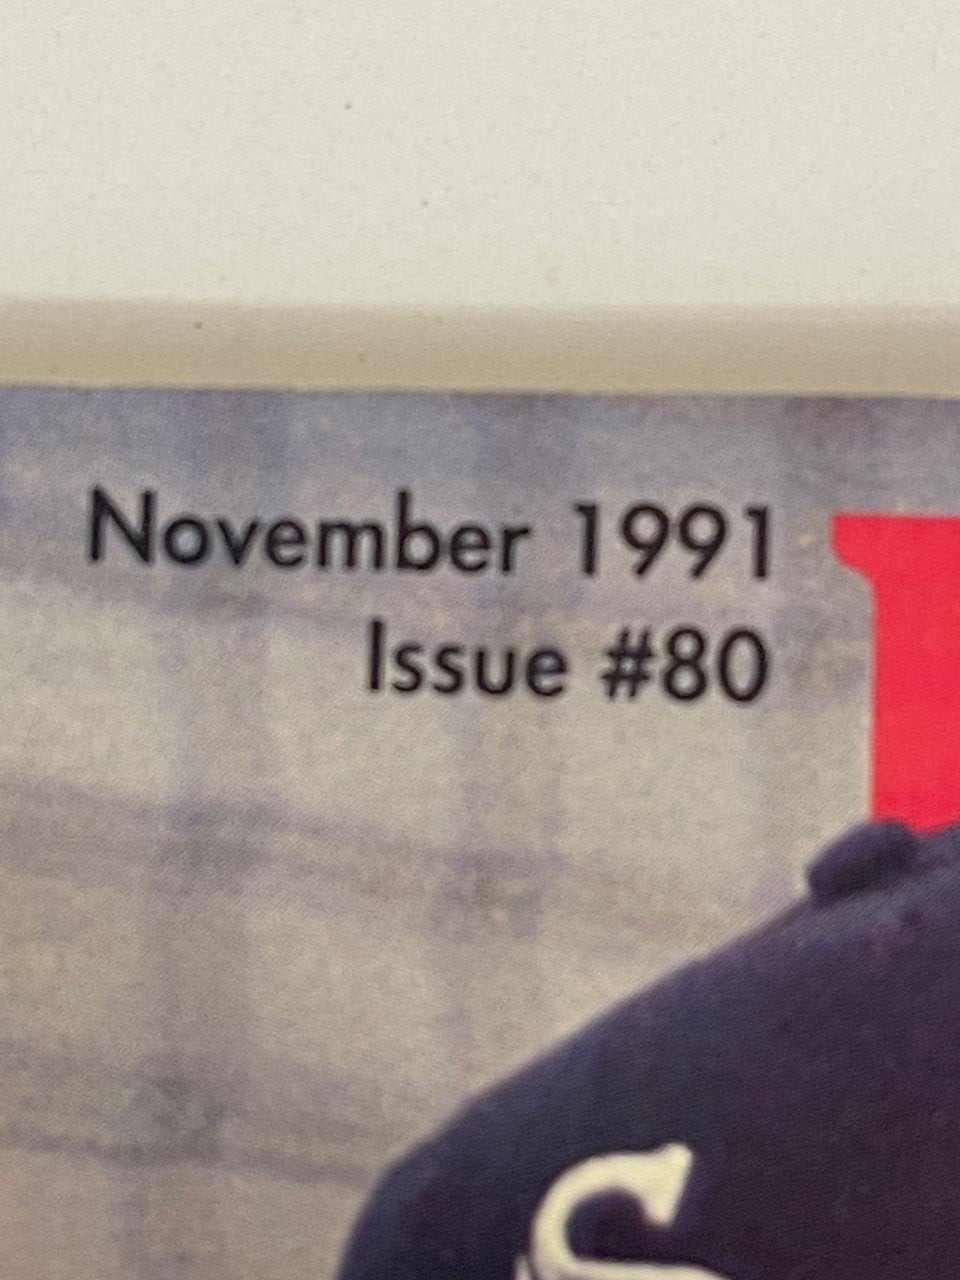 November 1991
Issue #80
S